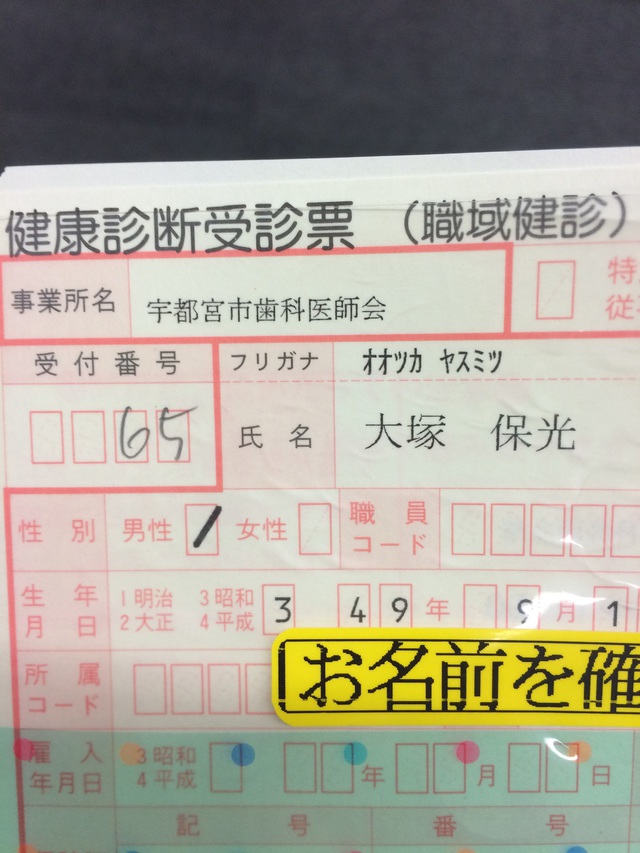 健康診断受診票 (職域健診)
事業所名 宇都宮市歯科医師会
特
従
受付番号 フリガナ オオツカ ヤスミツ
65 氏名 大塚 保光
性別 男性 / 女性 職員コード
生年月日 1明治 3昭和 2大正 4平成 3 49年 9月1
お名前を確
所属コード
雇入年月日 3昭和 4平成 年 月 日
記号 番号